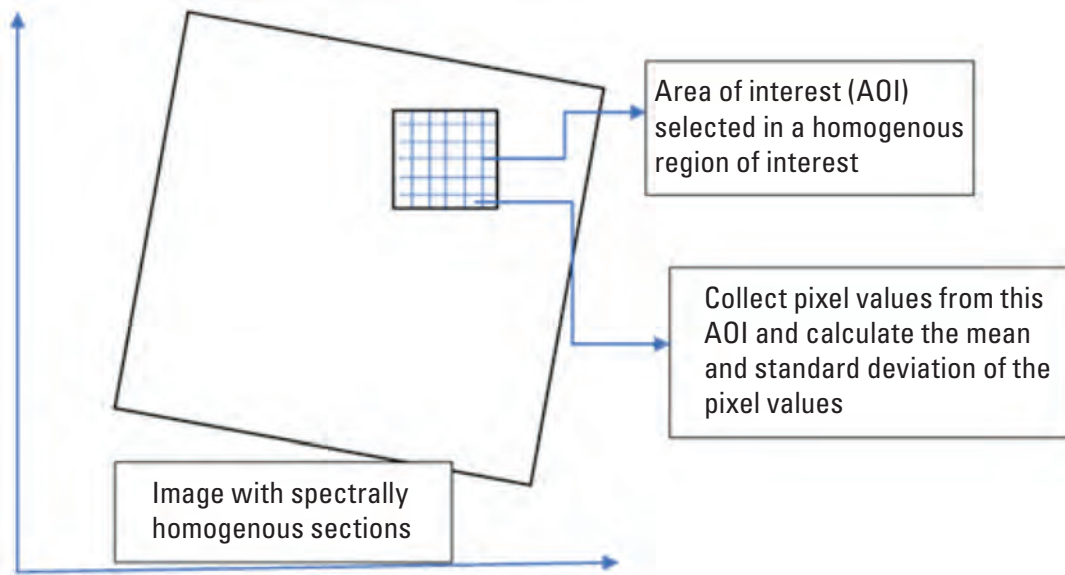 Area of interest (AOI)
selected in a homogenous
region of interest
Collect pixel values from this
AOI and calculate the mean
and standard deviation of the
pixel values
Image with spectrally
homogenous sections